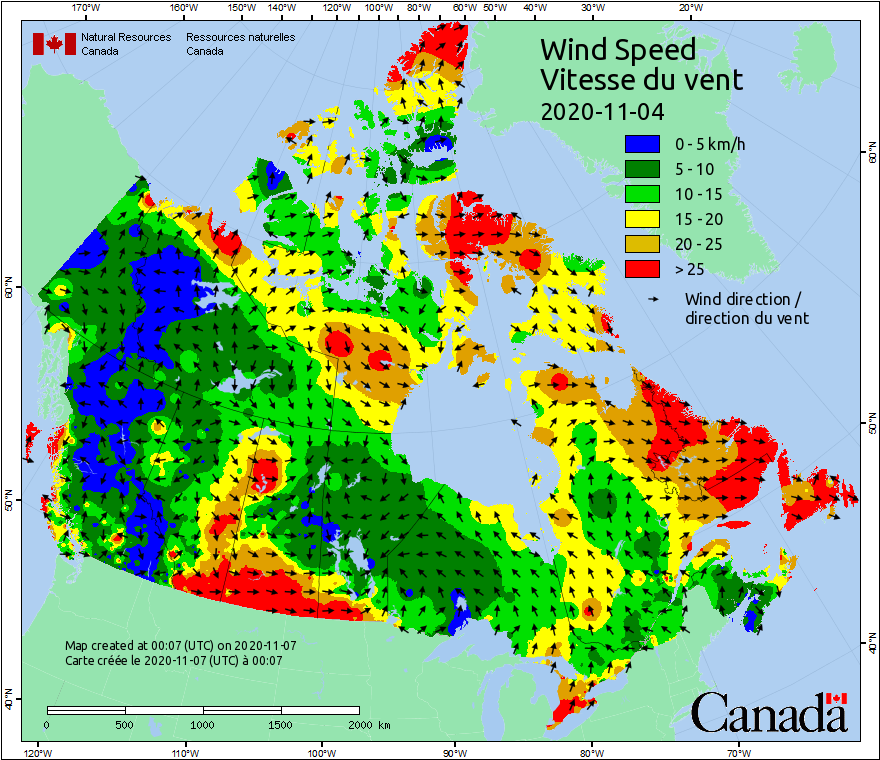 170°W 160°W 150°W 140°W 120°W 100°W 80°W 60°W 50°W 40°W 30°W 20°W
Natural Resources Ressources naturelles
Canada Canada
Wind Speed
Vitesse du vent
2020-11-04
0 - 5 km/h
5 - 10
10 - 15
15 - 20
20 - 25
> 25
Wind direction /
direction du vent
60°N 60°N
50°N 50°N
40°N 40°N
Map created at 00:07 (UTC) on 2020-11-07
Carte créée le 2020-11-07 (UTC) à 00:07
0 500 1000 1500 2000 km
Canada
120°W 110°W 100°W 90°W 80°W 70°W